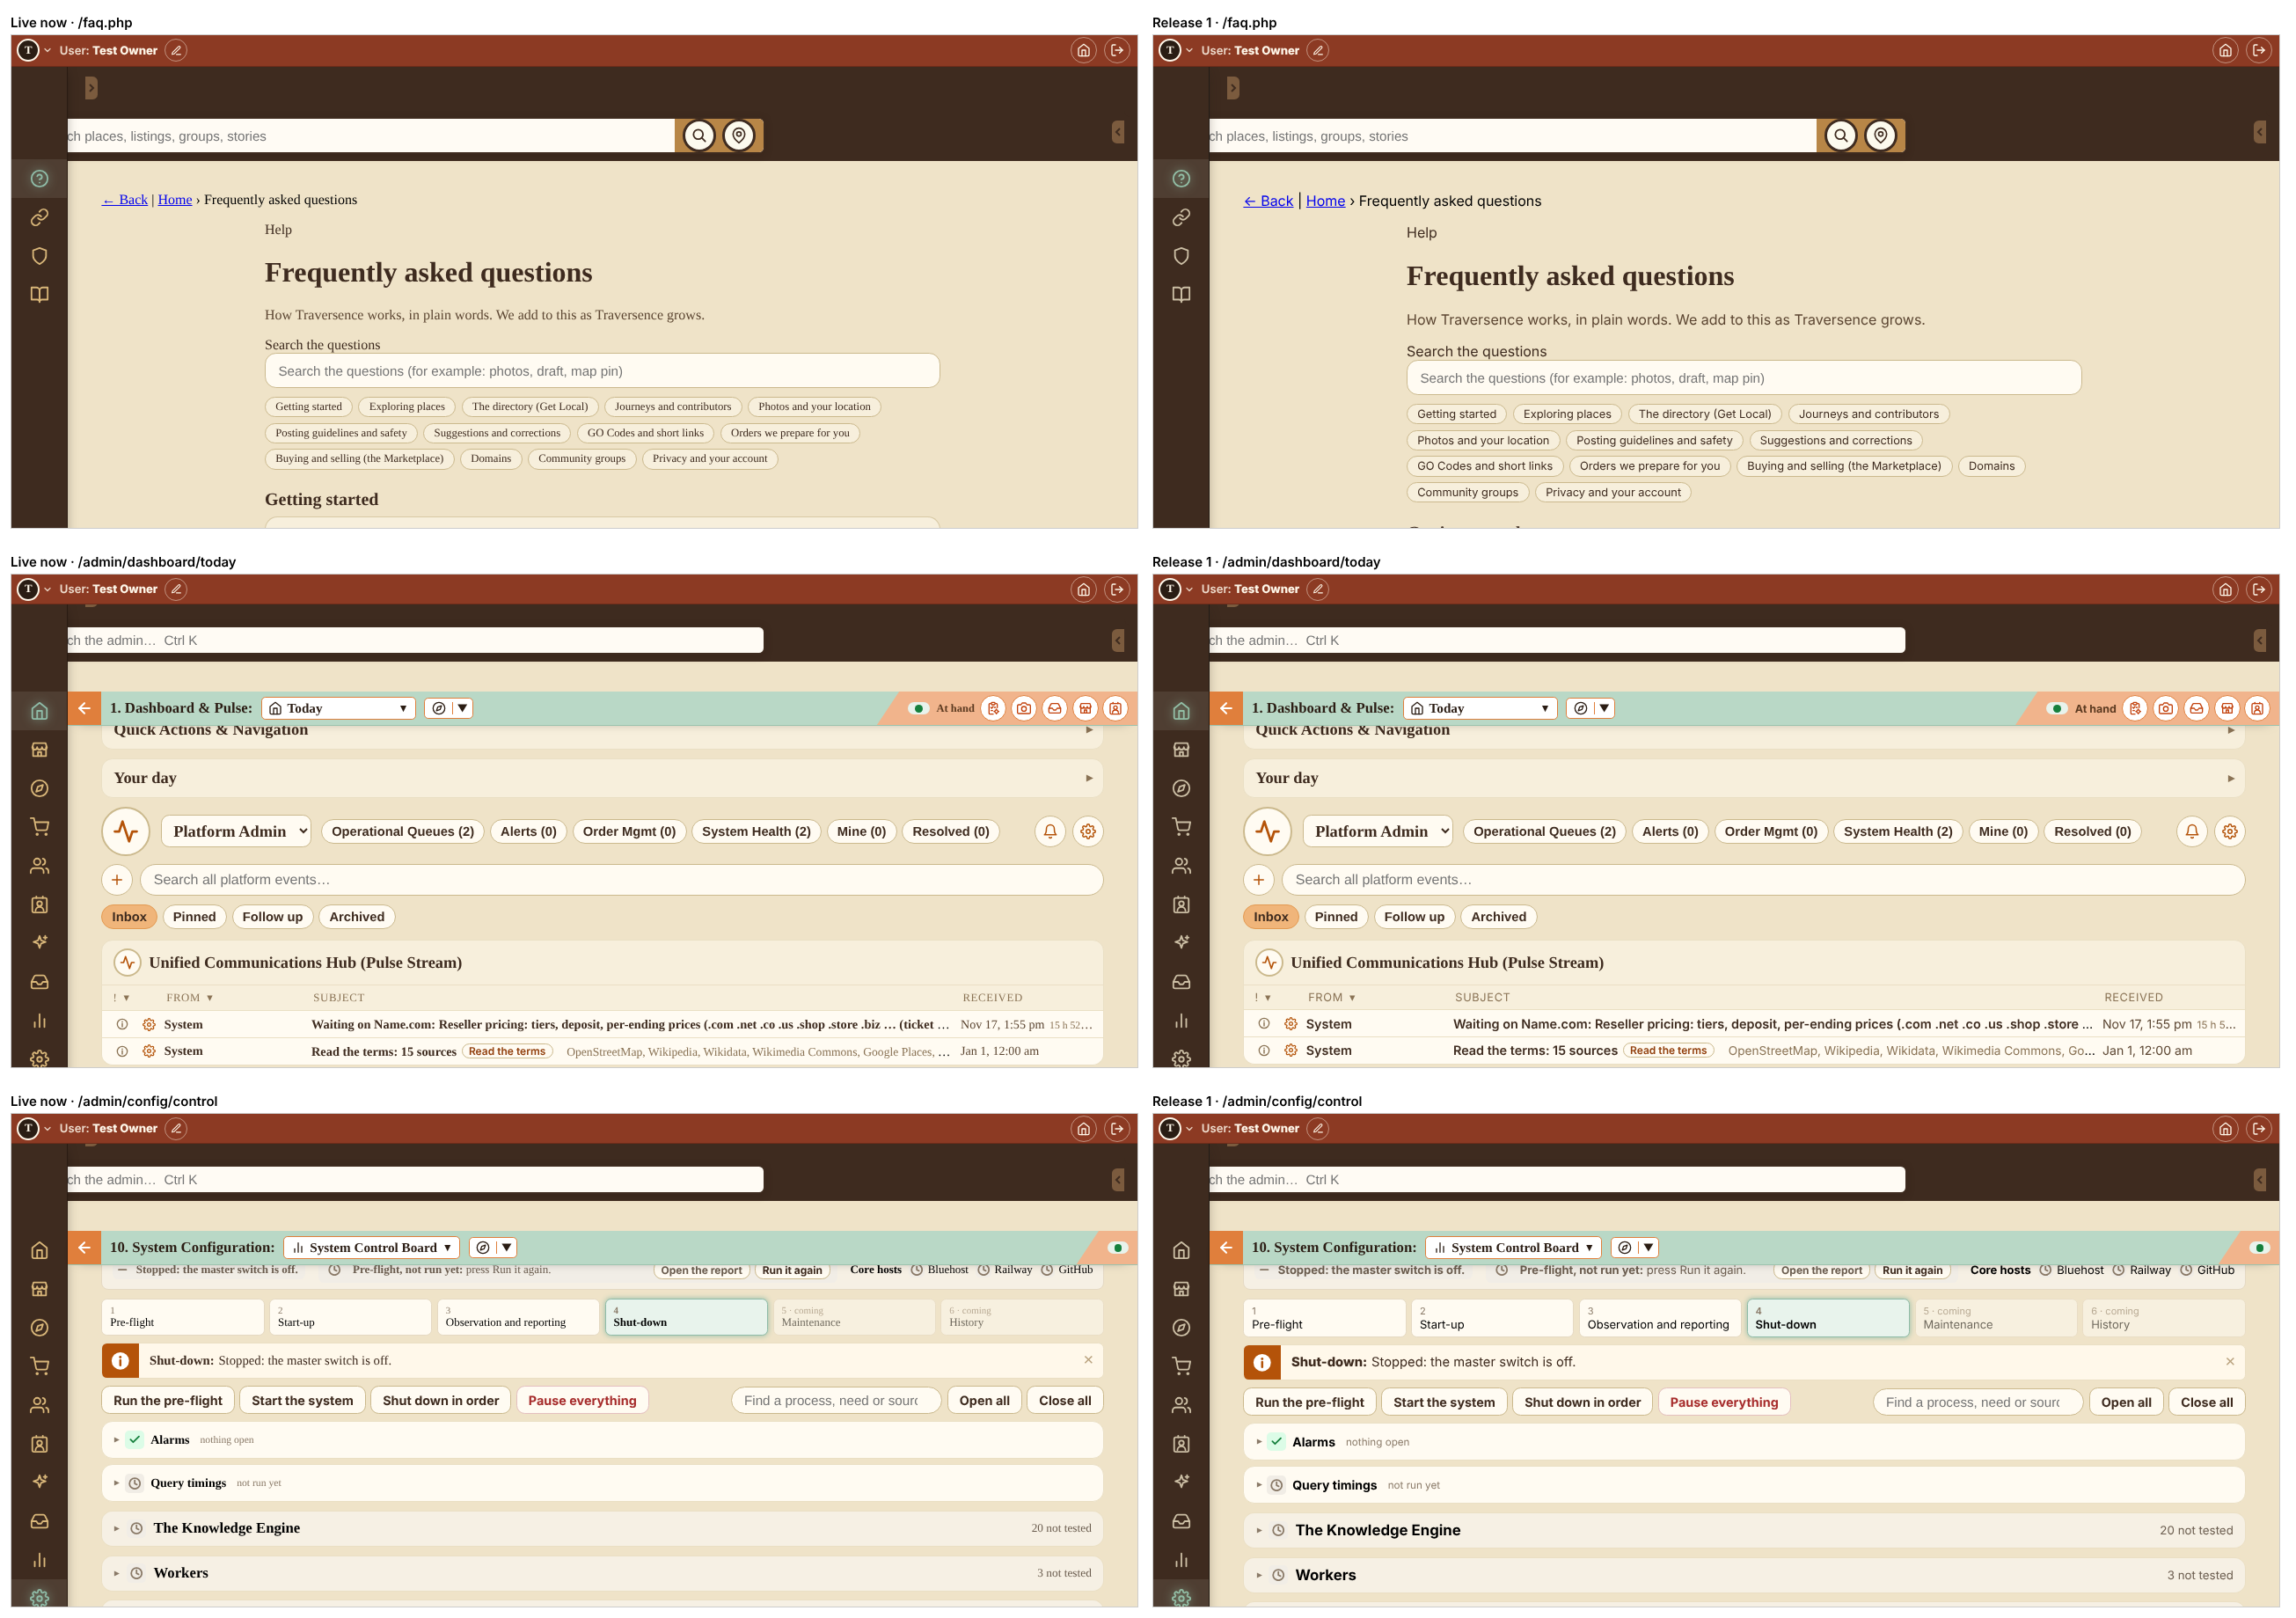 Live now · /faq.php
T User: Test Owner
ch places, listings, groups, stories
← Back | Home › Frequently asked questions
Help
Frequently asked questions
How Traversence works, in plain words. We add to this as Traversence grows.
Search the questions
Search the questions (for example: photos, draft, map pin)
Getting started Exploring places The directory (Get Local) Journeys and contributors Photos and your location
Posting guidelines and safety Suggestions and corrections GO Codes and short links Orders we prepare for you
Buying and selling (the Marketplace) Domains Community groups Privacy and your account
Getting started
Release 1 · /faq.php
T User: Test Owner
ch places, listings, groups, stories
← Back | Home › Frequently asked questions
Help
Frequently asked questions
How Traversence works, in plain words. We add to this as Traversence grows.
Search the questions
Search the questions (for example: photos, draft, map pin)
Getting started Exploring places The directory (Get Local) Journeys and contributors
Photos and your location Posting guidelines and safety Suggestions and corrections
GO Codes and short links Orders we prepare for you Buying and selling (the Marketplace) Domains
Community groups Privacy and your account
Live now · /admin/dashboard/today
T User: Test Owner
ch the admin… Ctrl K
1. Dashboard & Pulse: Today ▼ ▼ At hand
Quick Actions & Navigation
Your day
Platform Admin Operational Queues (2) Alerts (0) Order Mgmt (0) System Health (2) Mine (0) Resolved (0)
Search all platform events…
Inbox Pinned Follow up Archived
Unified Communications Hub (Pulse Stream)
! ▼ FROM ▼ SUBJECT RECEIVED
System Waiting on Name.com: Reseller pricing: tiers, deposit, per-ending prices (.com .net .co .us .shop .store .biz … (ticket … Nov 17, 1:55 pm 15 h 52…
System Read the terms: 15 sources Read the terms OpenStreetMap, Wikipedia, Wikidata, Wikimedia Commons, Google Places, … Jan 1, 12:00 am
Release 1 · /admin/dashboard/today
T User: Test Owner
ch the admin… Ctrl K
1. Dashboard & Pulse: Today ▼ ▼ At hand
Quick Actions & Navigation
Your day
Platform Admin Operational Queues (2) Alerts (0) Order Mgmt (0) System Health (2) Mine (0) Resolved (0)
Search all platform events…
Inbox Pinned Follow up Archived
Unified Communications Hub (Pulse Stream)
! ▼ FROM ▼ SUBJECT RECEIVED
System Waiting on Name.com: Reseller pricing: tiers, deposit, per-ending prices (.com .net .co .us .shop .store … Nov 17, 1:55 pm 15 h 5…
System Read the terms: 15 sources Read the terms OpenStreetMap, Wikipedia, Wikidata, Wikimedia Commons, Go… Jan 1, 12:00 am
Live now · /admin/config/control
T User: Test Owner
ch the admin… Ctrl K
10. System Configuration: System Control Board ▼ ▼
Stopped: the master switch is off. Pre-flight, not run yet: press Run it again. Open the report Run it again Core hosts Bluehost Railway GitHub
1 2 3 4 5 · coming 6 · coming
Pre-flight Start-up Observation and reporting Shut-down Maintenance History
Shut-down: Stopped: the master switch is off. ×
Run the pre-flight Start the system Shut down in order Pause everything Find a process, need or sourc Open all Close all
Alarms nothing open
Query timings not run yet
The Knowledge Engine 20 not tested
Workers 3 not tested
Release 1 · /admin/config/control
T User: Test Owner
ch the admin… Ctrl K
10. System Configuration: System Control Board ▼ ▼
Stopped: the master switch is off. Pre-flight, not run yet: press Run it again. Open the report Run it again Core hosts Bluehost Railway GitHub
1 2 3 4 5 · coming 6 · coming
Pre-flight Start-up Observation and reporting Shut-down Maintenance History
Shut-down: Stopped: the master switch is off. ×
Run the pre-flight Start the system Shut down in order Pause everything Find a process, need or sourc Open all Close all
Alarms nothing open
Query timings not run yet
The Knowledge Engine 20 not tested
Workers 3 not tested